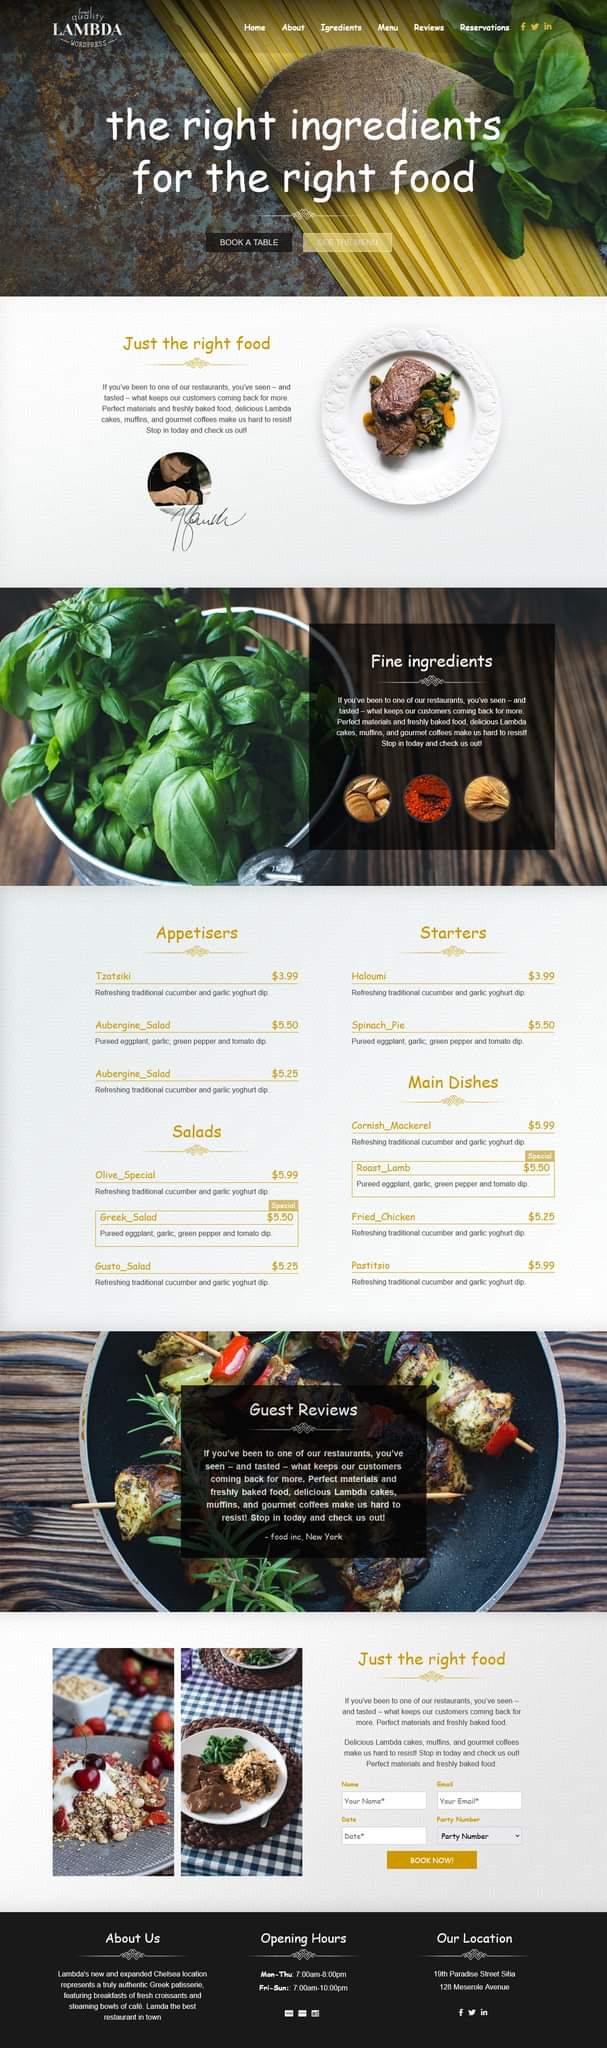 food
quality
LAMBDA
WORDPRESS
Home About Igredients Menu Reviews Reservations
the right ingredients
for the right food
BOOK A TABLE SEE THE MENU
Just the right food
If you've been to one of our restaurants, you've seen – and
tasted – what keeps our customers coming back for more.
Perfect materials and freshly baked food, delicious Lambda
cakes, muffins, and gourmet coffees make us hard to resist!
Stop in today and check us out!
Fine ingredients
If you've been to one of our restaurants, you've seen – and
tasted – what keeps our customers coming back for more.
Perfect materials and freshly baked food, delicious Lambda
cakes, muffins, and gourmet coffees make us hard to resist!
Stop in today and check us out!
Appetisers
Tzatsiki $3.99
Refreshing traditional cucumber and garlic yoghurt dip.
Aubergine_Salad $5.50
Pureed eggplant, garlic, green pepper and tomato dip.
Aubergine_Salad $5.25
Refreshing traditional cucumber and garlic yoghurt dip.
Salads
Olive_Special $5.99
Refreshing traditional cucumber and garlic yoghurt dip.
Special
Greek_Salad $5.50
Pureed eggplant, garlic, green pepper and tomato dip.
Gusto_Salad $5.25
Refreshing traditional cucumber and garlic yoghurt dip.
Starters
Haloumi $3.99
Refreshing traditional cucumber and garlic yoghurt dip.
Spinach_Pie $5.50
Pureed eggplant, garlic, green pepper and tomato dip.
Main Dishes
Cornish_Mackerel $5.99
Refreshing traditional cucumber and garlic yoghurt dip.
Special
Roast_Lamb $5.50
Pureed eggplant, garlic, green pepper and tomato dip.
Fried_Chicken $5.25
Refreshing traditional cucumber and garlic yoghurt dip.
Pastitsio $5.99
Refreshing traditional cucumber and garlic yoghurt dip.
Guest Reviews
If you've been to one of our restaurants, you've
seen – and tasted – what keeps our customers
coming back for more. Perfect materials and
freshly baked food, delicious Lambda cakes,
muffins, and gourmet coffees make us hard to
resist! Stop in today and check us out!
- food inc, New York
Just the right food
If you've been to one of our restaurants, you've seen –
and tasted – what keeps our customers coming back for
more. Perfect materials and freshly baked food.
Delicious Lambda cakes, muffins, and gourmet coffees
make us hard to resist! Stop in today and check us out!
Perfect materials and freshly baked food.
Name Email
Your Name* Your Email*
Date Party Number
Date* Party Number
BOOK NOW!
About Us
Lambda's new and expanded Chelsea location
represents a truly authentic Greek patisserie,
featuring breakfasts of fresh croissants and
steaming bowls of café. Lamda the best
restaurant in town
Opening Hours
Mon-Thu: 7:00am-8:00pm
Fri-Sun:: 7:00am-10:00pm
Our Location
19th Paradise Street Sitia
128 Meserole Avenue